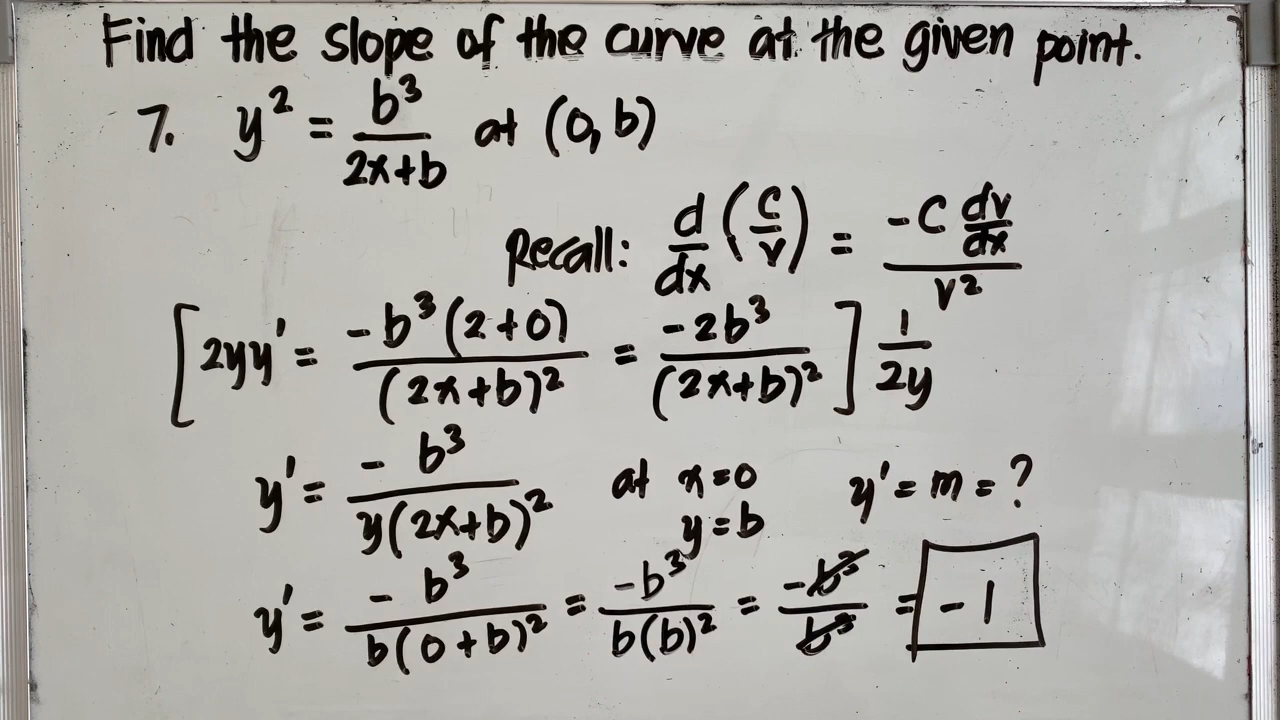 Find the slope of the curve at the given point.
7. y² = b³/(2x+b) at (0, b)
Recall: d/dx (c/v) = (-c dv/dx)/v²
[2yy' = (-b³(2+0))/(2x+b)² = (-2b³)/(2x+b)²] 1/(2y)
y' = (-b³)/(y(2x+b)²) at x=0 y=b y' = m = ?
y' = (-b³)/(b(0+b)²) = (-b³)/(b(b)²) = (-b³)/(b³) = -1